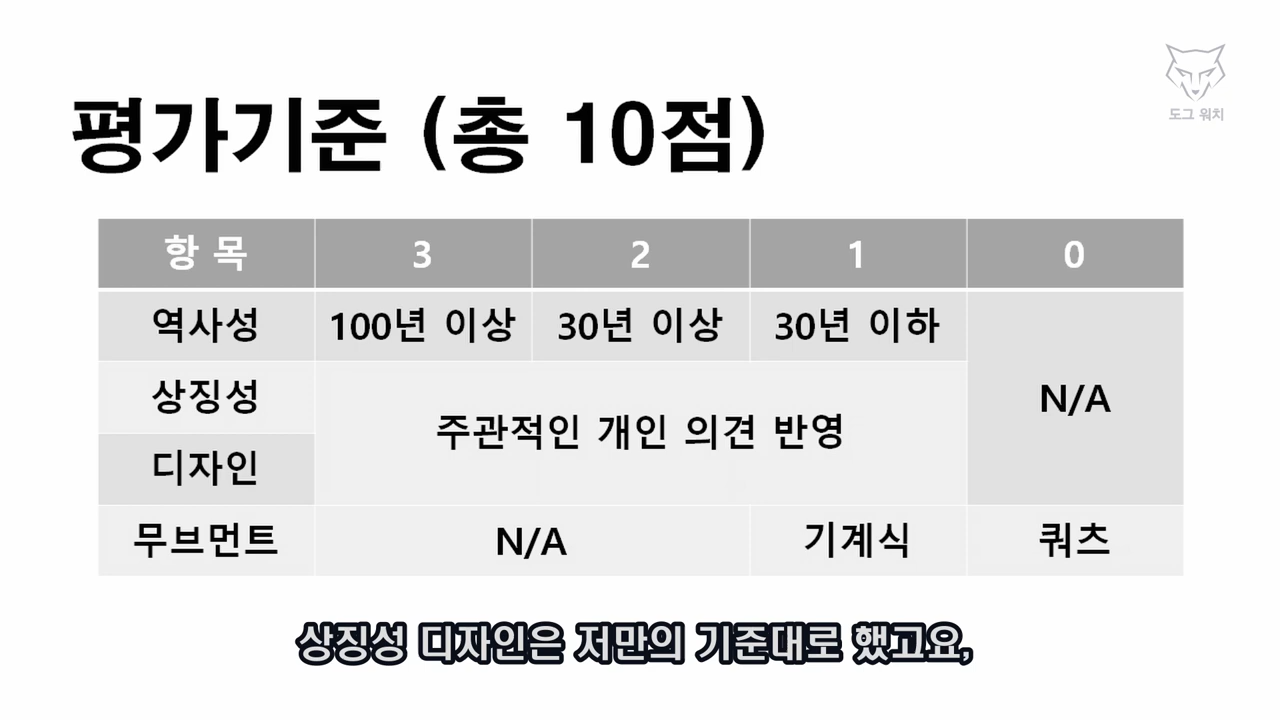 도그 워치
평가기준 (총 10점)
항 목 3 2 1 0
역사성 100년 이상 30년 이상 30년 이하
상징성
주관적인 개인 의견 반영
N/A
디자인
무브먼트 N/A 기계식 쿼츠
상징성 디자인은 저만의 기준대로 했고요,